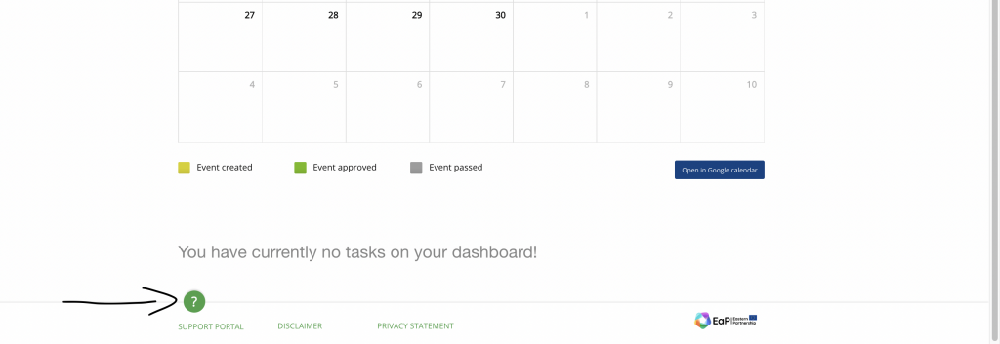 27 28 29 30 1 2 3
4 5 6 7 8 9 10
Event created Event approved Event passed Open in Google calendar
You have currently no tasks on your dashboard!
?
SUPPORT PORTAL DISCLAIMER PRIVACY STATEMENT
EaP Eastern
Partnership